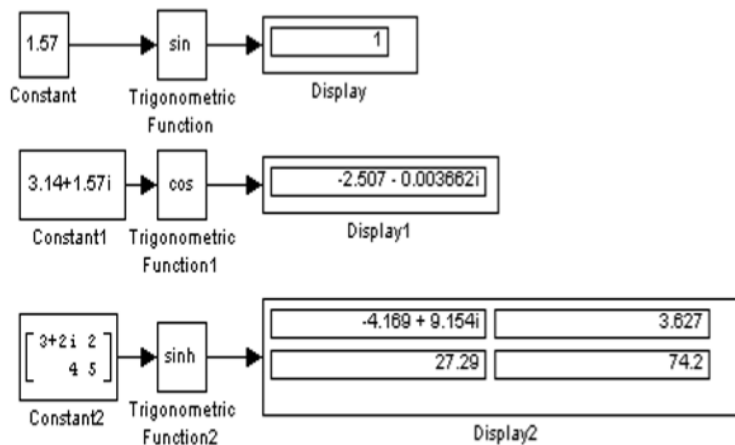 1.57 sin 1
Constant Trigonometric Function Display
3.14+1.57i cos -2.507 - 0.003662i
Constant1 Trigonometric Function1 Display1
3+2i 2
4 5
sinh
-4.169 + 9.154i 3.627
27.29 74.2
Constant2 Trigonometric Function2 Display2